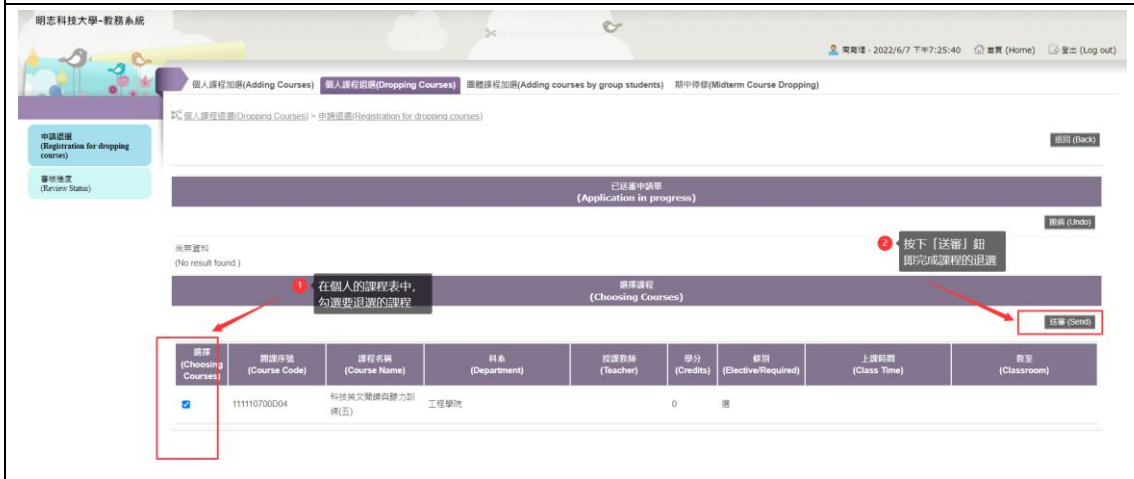 明志科技大學-教務系統
- 2022/6/7 下午7:25:40 首頁 (Home) 登出 (Log out)
個人課程加選(Adding Courses) 個人課程退選(Dropping Courses) 團體課程加選(Adding courses by group students) 期中停修(Midterm Course Dropping)
個人課程退選(Dropping Courses) > 申請退選(Registration for dropping courses)
申請退選
(Registration for dropping
courses)
審核進度
(Review Status)
返回 (Back)
已送審申請單
(Application in progress)
撤銷 (Undo)
尚無資料
(No result found.)
1 在個人的課程表中,
勾選要退選的課程
2 按下「送審」鈕
即完成課程的退選
選擇課程
(Choosing Courses)
送審 (Send)
選擇
(Choosing
Courses)
開課序號
(Course Code)
課程名稱
(Course Name)
科系
(Department)
授課教師
(Teacher)
學分
(Credits)
修別
(Elective/Required)
上課時間
(Class Time)
教室
(Classroom)
111110700D04 科技英文閱讀與聽力訓
練(五)
工程學院 0 選